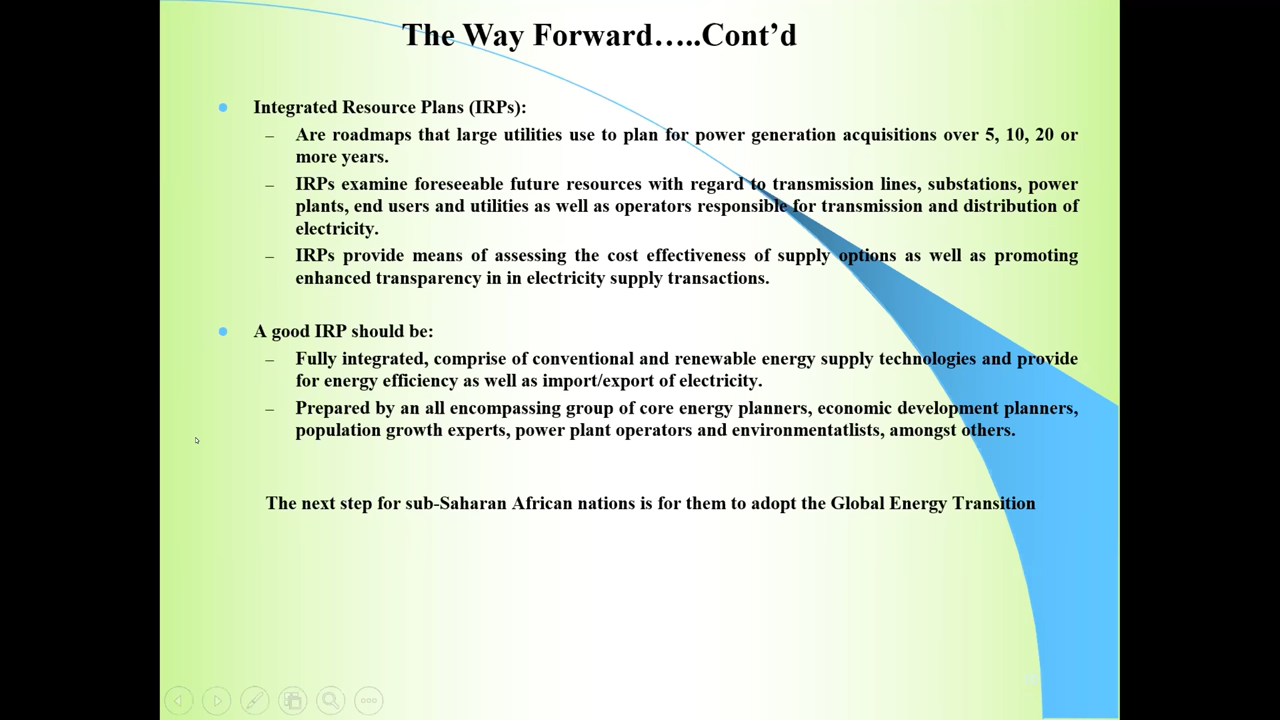 The Way Forward…..Cont’d
Integrated Resource Plans (IRPs):
– Are roadmaps that large utilities use to plan for power generation acquisitions over 5, 10, 20 or
more years.
– IRPs examine foreseeable future resources with regard to transmission lines, substations, power
plants, end users and utilities as well as operators responsible for transmission and distribution of
electricity.
– IRPs provide means of assessing the cost effectiveness of supply options as well as promoting
enhanced transparency in in electricity supply transactions.
A good IRP should be:
– Fully integrated, comprise of conventional and renewable energy supply technologies and provide
for energy efficiency as well as import/export of electricity.
– Prepared by an all encompassing group of core energy planners, economic development planners,
population growth experts, power plant operators and environmentatlists, amongst others.
The next step for sub-Saharan African nations is for them to adopt the Global Energy Transition